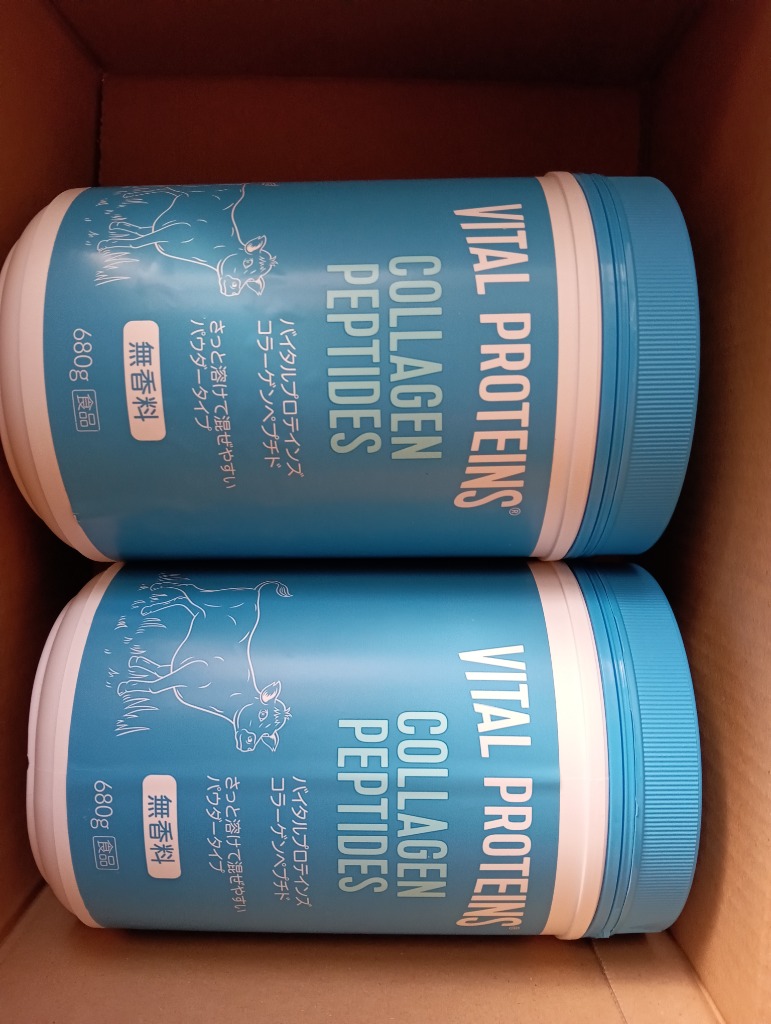 VITAL PROTEINS®
COLLAGEN
PEPTIDES
バイタルプロテインズ
コラーゲンペプチド
さっと溶けて混ぜやすい
パウダータイプ
無香料
680g 食品
VITAL PROTEINS®
COLLAGEN
PEPTIDES
バイタルプロテインズ
コラーゲンペプチド
さっと溶けて混ぜやすい
パウダータイプ
無香料
680g 食品